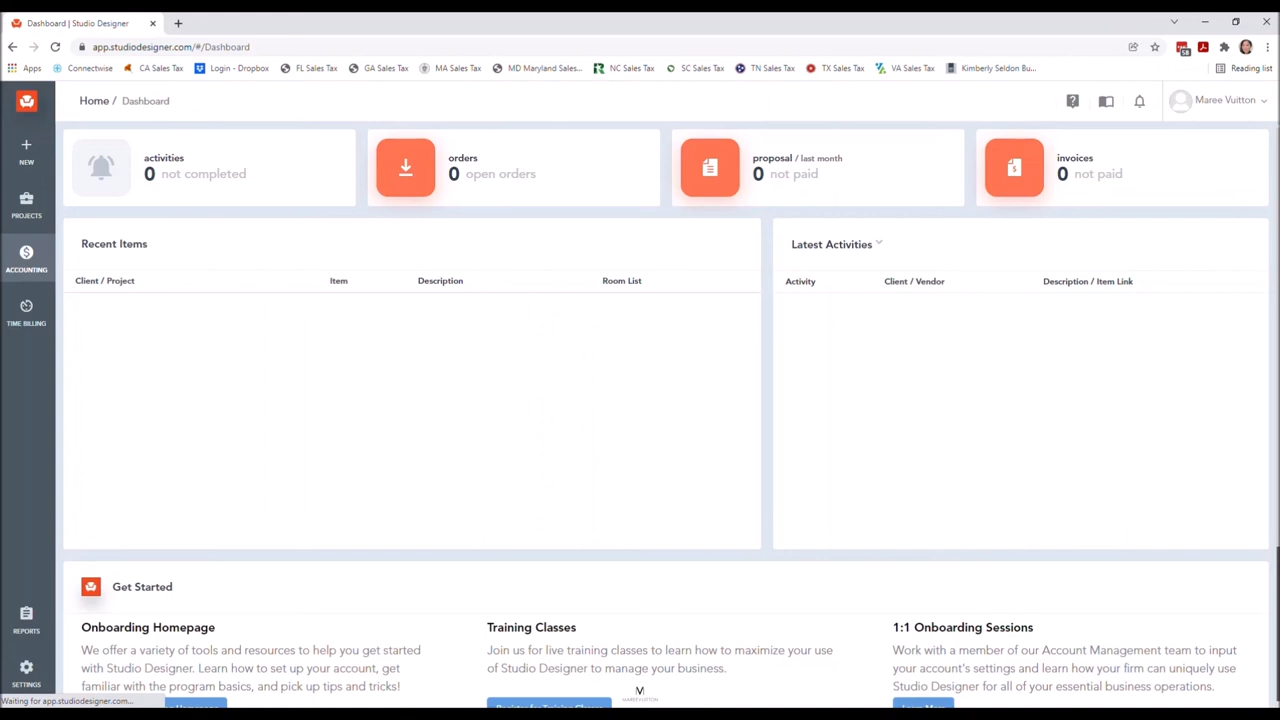 Dashboard | Studio Designer
app.studiodesigner.com/#/Dashboard
58
Apps Connectwise CA Sales Tax Login - Dropbox FL Sales Tax GA Sales Tax MA Sales Tax MD Maryland Sales... NC Sales Tax SC Sales Tax TN Sales Tax TX Sales Tax VA Sales Tax Kimberly Seldon Bu... Reading list
Home / Dashboard
Maree Vuitton
NEW
PROJECTS
ACCOUNTING
TIME BILLING
REPORTS
SETTINGS
activities
0 not completed
orders
0 open orders
proposal / last month
0 not paid
invoices
0 not paid
Recent Items
Client / Project Item Description Room List
Latest Activities
Activity Client / Vendor Description / Item Link
Get Started
Onboarding Homepage
We offer a variety of tools and resources to help you get started
with Studio Designer. Learn how to set up your account, get
familiar with the program basics, and pick up tips and tricks!
Training Classes
Join us for live training classes to learn how to maximize your use
of Studio Designer to manage your business.
Register for Training Classes
1:1 Onboarding Sessions
Work with a member of our Account Management team to input
your account's settings and learn how your firm can uniquely use
Studio Designer for all of your essential business operations.
Learn More
Waiting for app.studiodesigner.com...
M
MAREE VUITTON